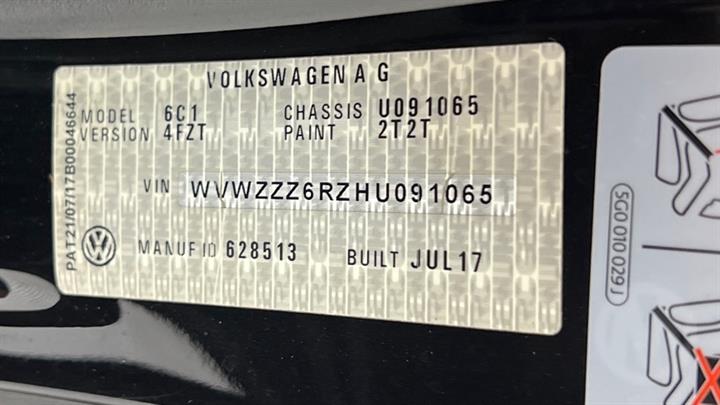 VOLKSWAGEN AG
MODEL 6C1 CHASSIS U091065
VERSION 4FZT PAINT 2T2T
VIN WVWZZZ6RZHU091065
MANUF ID 628513 BUILT JUL17
PAT21/07/17B00046644
5G0 010 029 J